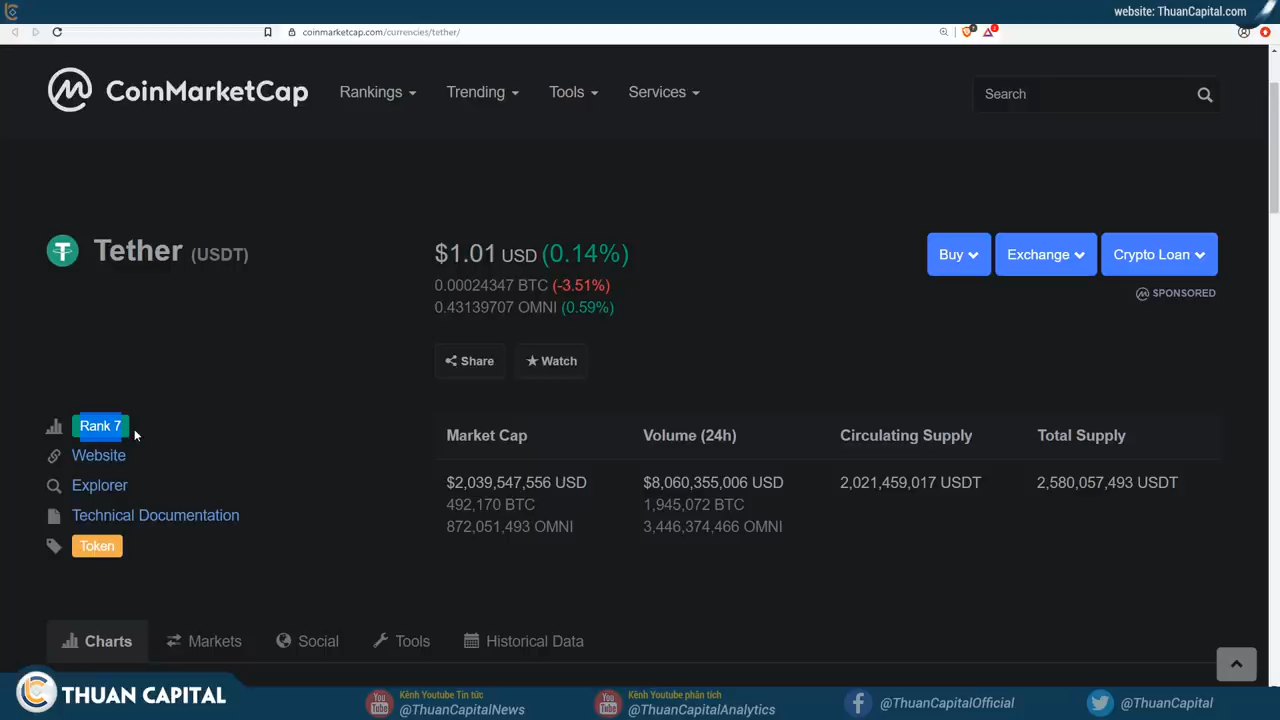 website: ThuanCapital.com
coinmarketcap.com/currencies/tether/
CoinMarketCap
Rankings
Trending
Tools
Services
Search
Tether (USDT)
$1.01 USD (0.14%)
0.00024347 BTC (-3.51%)
0.43139707 OMNI (0.59%)
Buy
Exchange
Crypto Loan
SPONSORED
Share
Watch
Rank 7
Website
Explorer
Technical Documentation
Token
Market Cap
Volume (24h)
Circulating Supply
Total Supply
$2,039,547,556 USD
$8,060,355,006 USD
2,021,459,017 USDT
2,580,057,493 USDT
492,170 BTC
1,945,072 BTC
872,051,493 OMNI
3,446,374,466 OMNI
Charts
Markets
Social
Tools
Historical Data
THUAN CAPITAL
Kênh Youtube Tin tức
@ThuanCapitalNews
Kênh Youtube phân tích
@ThuanCapitalAnalytics
@ThuanCapitalOfficial
@ThuanCapital